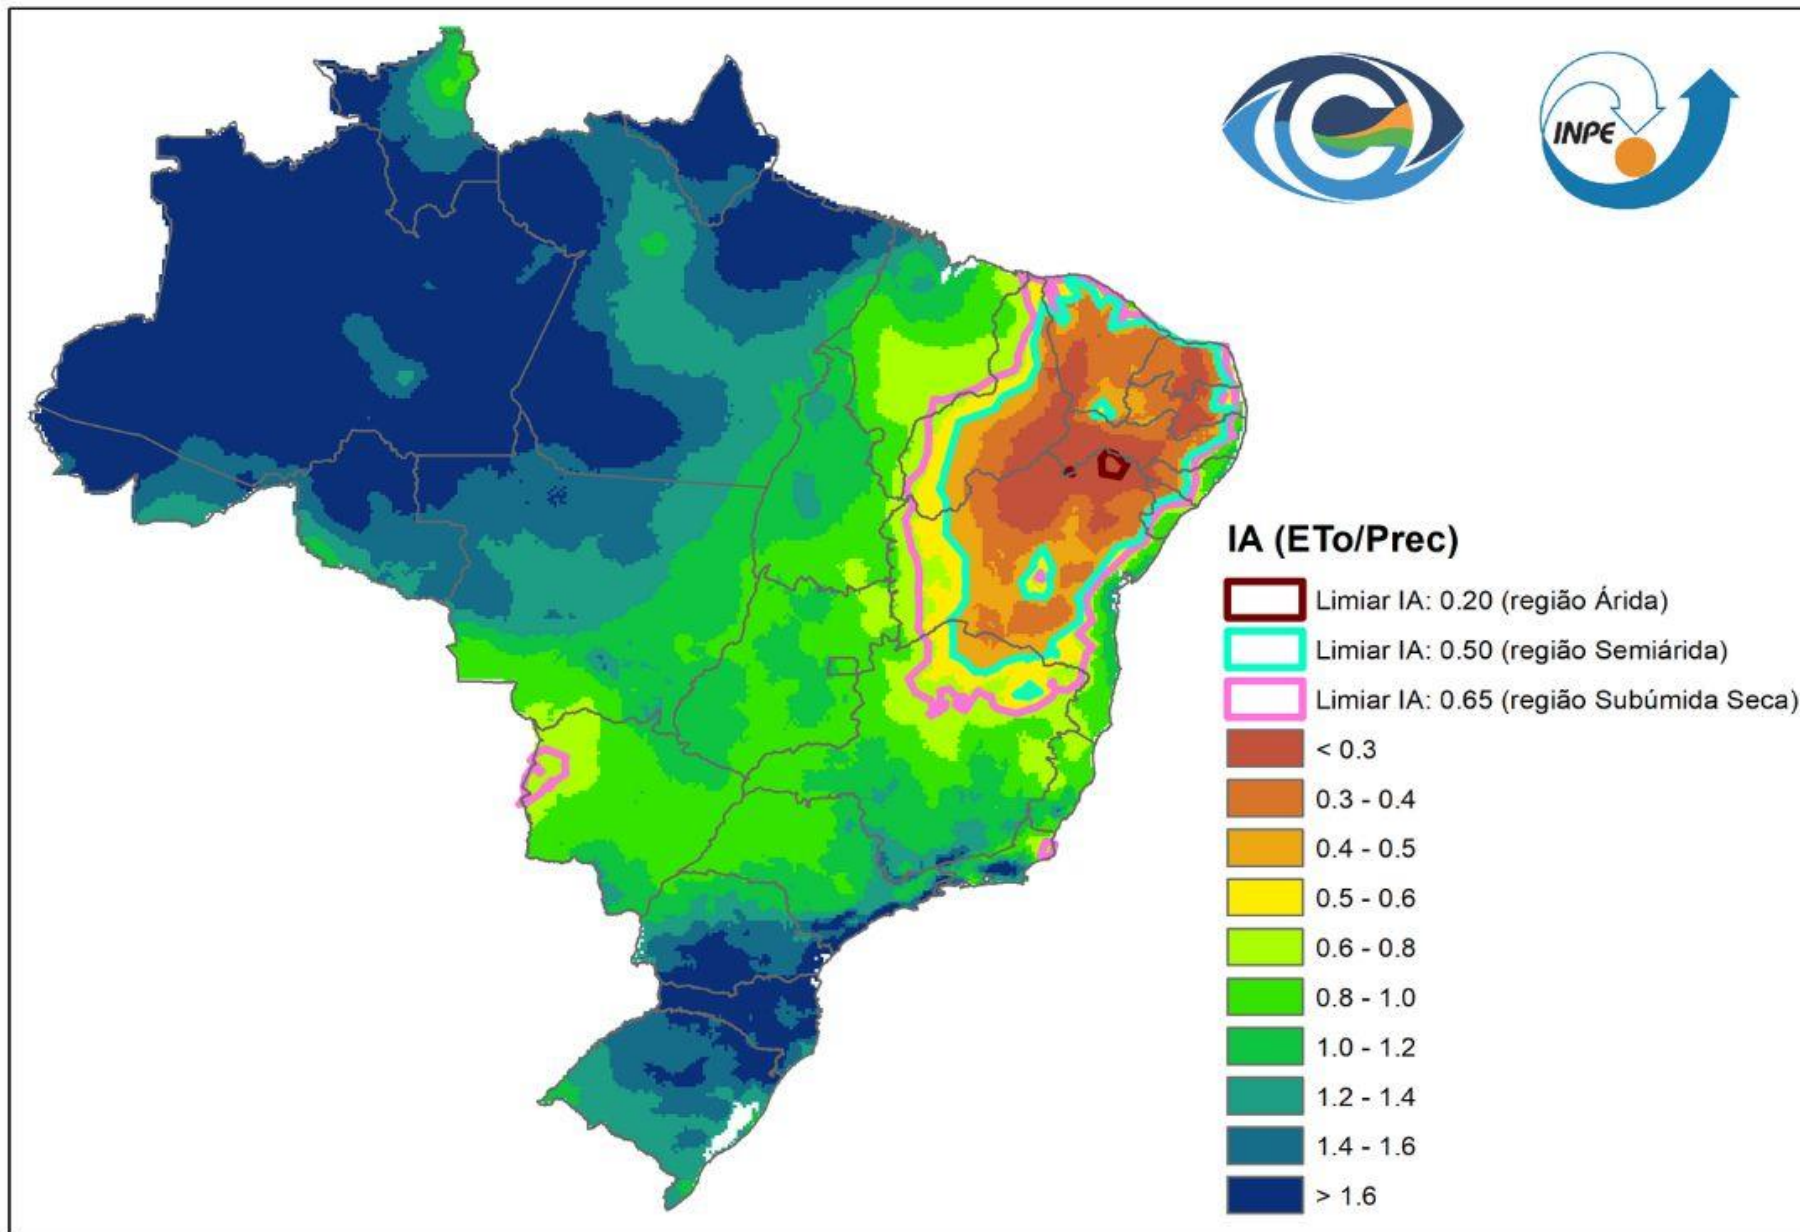 INPE
IA (ETo/Prec)
Limiar IA: 0.20 (região Árida)
Limiar IA: 0.50 (região Semiárida)
Limiar IA: 0.65 (região Subúmida Seca)
< 0.3
0.3 - 0.4
0.4 - 0.5
0.5 - 0.6
0.6 - 0.8
0.8 - 1.0
1.0 - 1.2
1.2 - 1.4
1.4 - 1.6
> 1.6